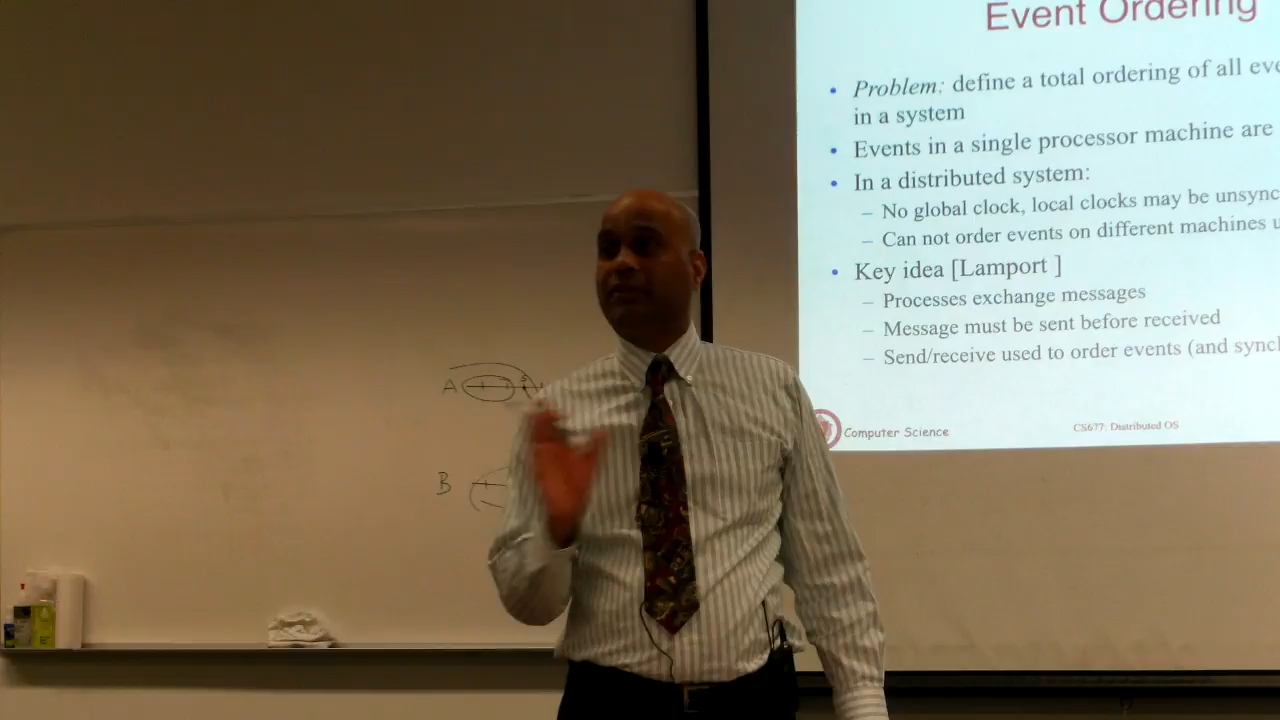 Event Ordering
• Problem: define a total ordering of all eve
in a system
• Events in a single processor machine are
• In a distributed system:
– No global clock, local clocks may be unsync
– Can not order events on different machines u
• Key idea [Lamport ]
– Processes exchange messages
– Message must be sent before received
– Send/receive used to order events (and synch
Computer Science
CS677: Distributed OS
A
B